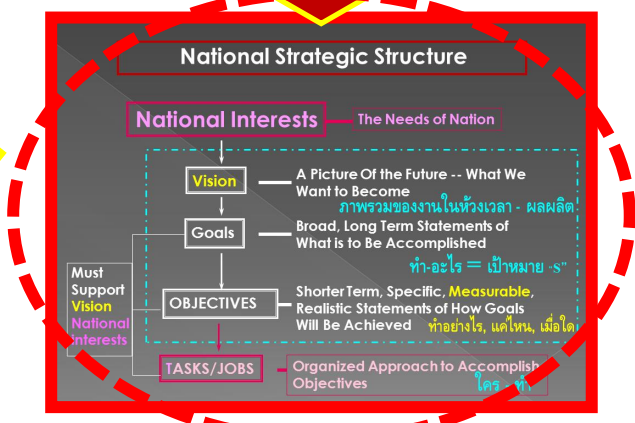 National Strategic Structure
National Interests
The Needs of Nation
Vision
A Picture Of the Future -- What We
Want to Become
ภาพรวมของงานในห้วงเวลา - ผลผลิต
Goals
Broad, Long Term Statements of
What is to Be Accomplished
ทำ-อะไร = เป้าหมาย -s"
Must
Support
Vision
National
interests
OBJECTIVES
Shorter Term, Specific, Measurable,
Realistic Statements of How Goals
Will Be Achieved ทำอย่างไร, แค่ไหน, เมื่อใด
TASKS/JOBS
Organized Approach to Accomplish
Objectives
ใคร - ทำ